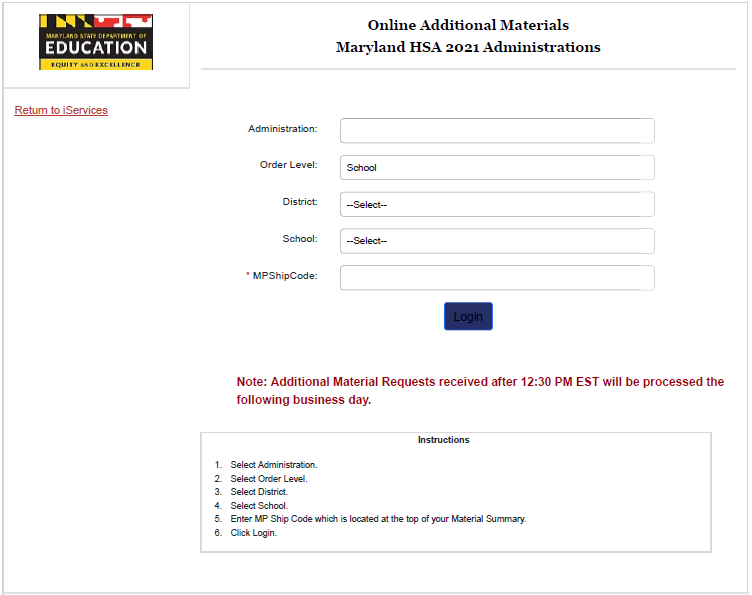 MARYLAND STATE DEPARTMENT OF
EDUCATION
EQUITY AND EXCELLENCE
Online Additional Materials
Maryland HSA 2021 Administrations
Return to iServices
Administration:
Order Level:
School
District:
--Select--
School:
--Select--
* MPShipCode:
Login
Note: Additional Material Requests received after 12:30 PM EST will be processed the
following business day.
Instructions
1. Select Administration.
2. Select Order Level.
3. Select District.
4. Select School.
5. Enter MP Ship Code which is located at the top of your Material Summary.
6. Click Login.